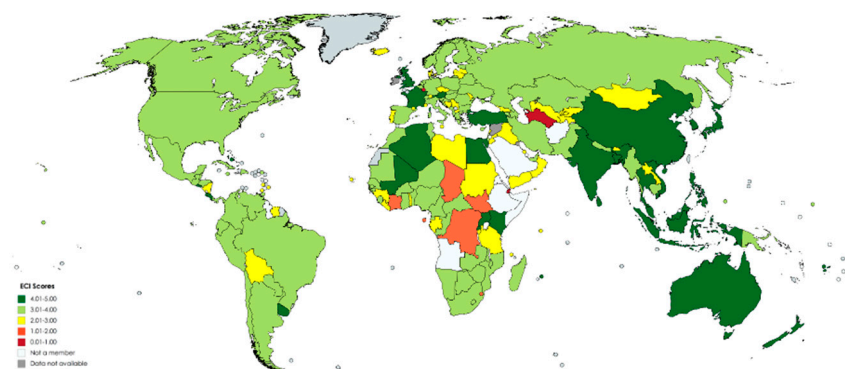 ECI Scores
4.01-5.00
3.01-4.00
2.01-3.00
1.01-2.00
0.01-1.00
Not a member
Data not available